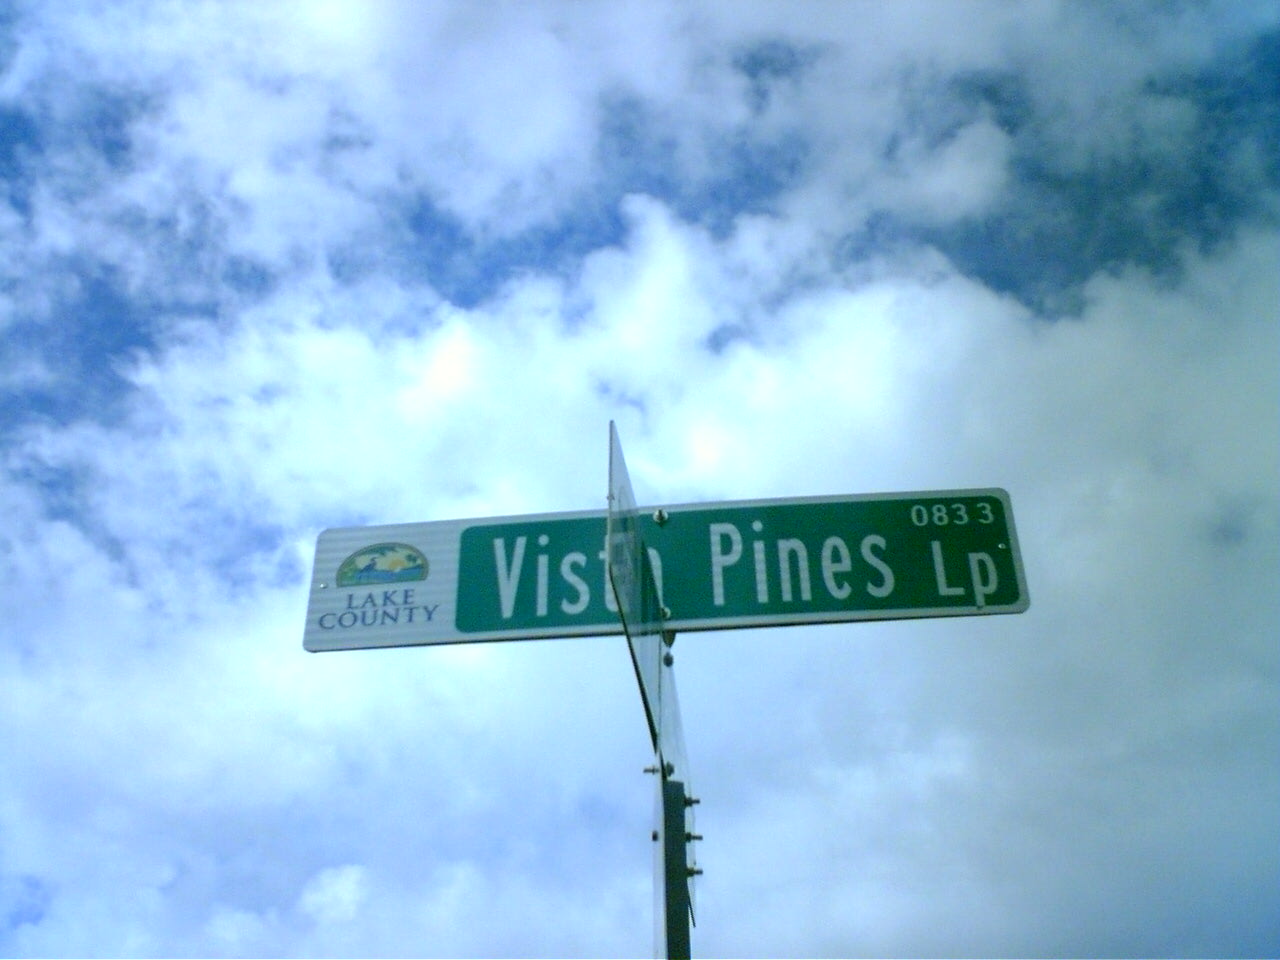 LAKE
COUNTY
Vista Pines Lp
0833